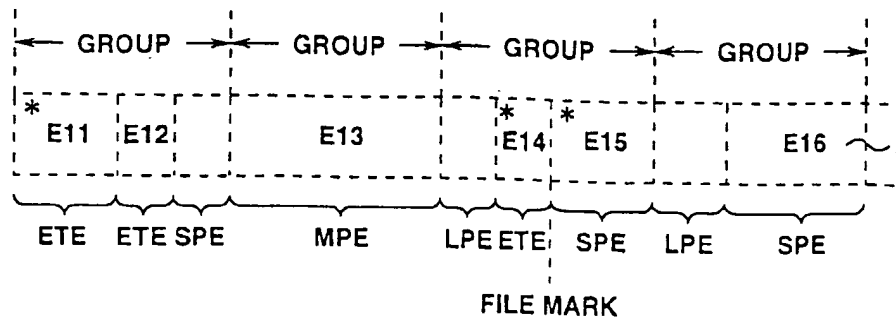 GROUP GROUP GROUP GROUP
* E11 E12 E13 * E14 * E15 E16
ETE ETE SPE MPE LPE ETE SPE LPE SPE
FILE MARK